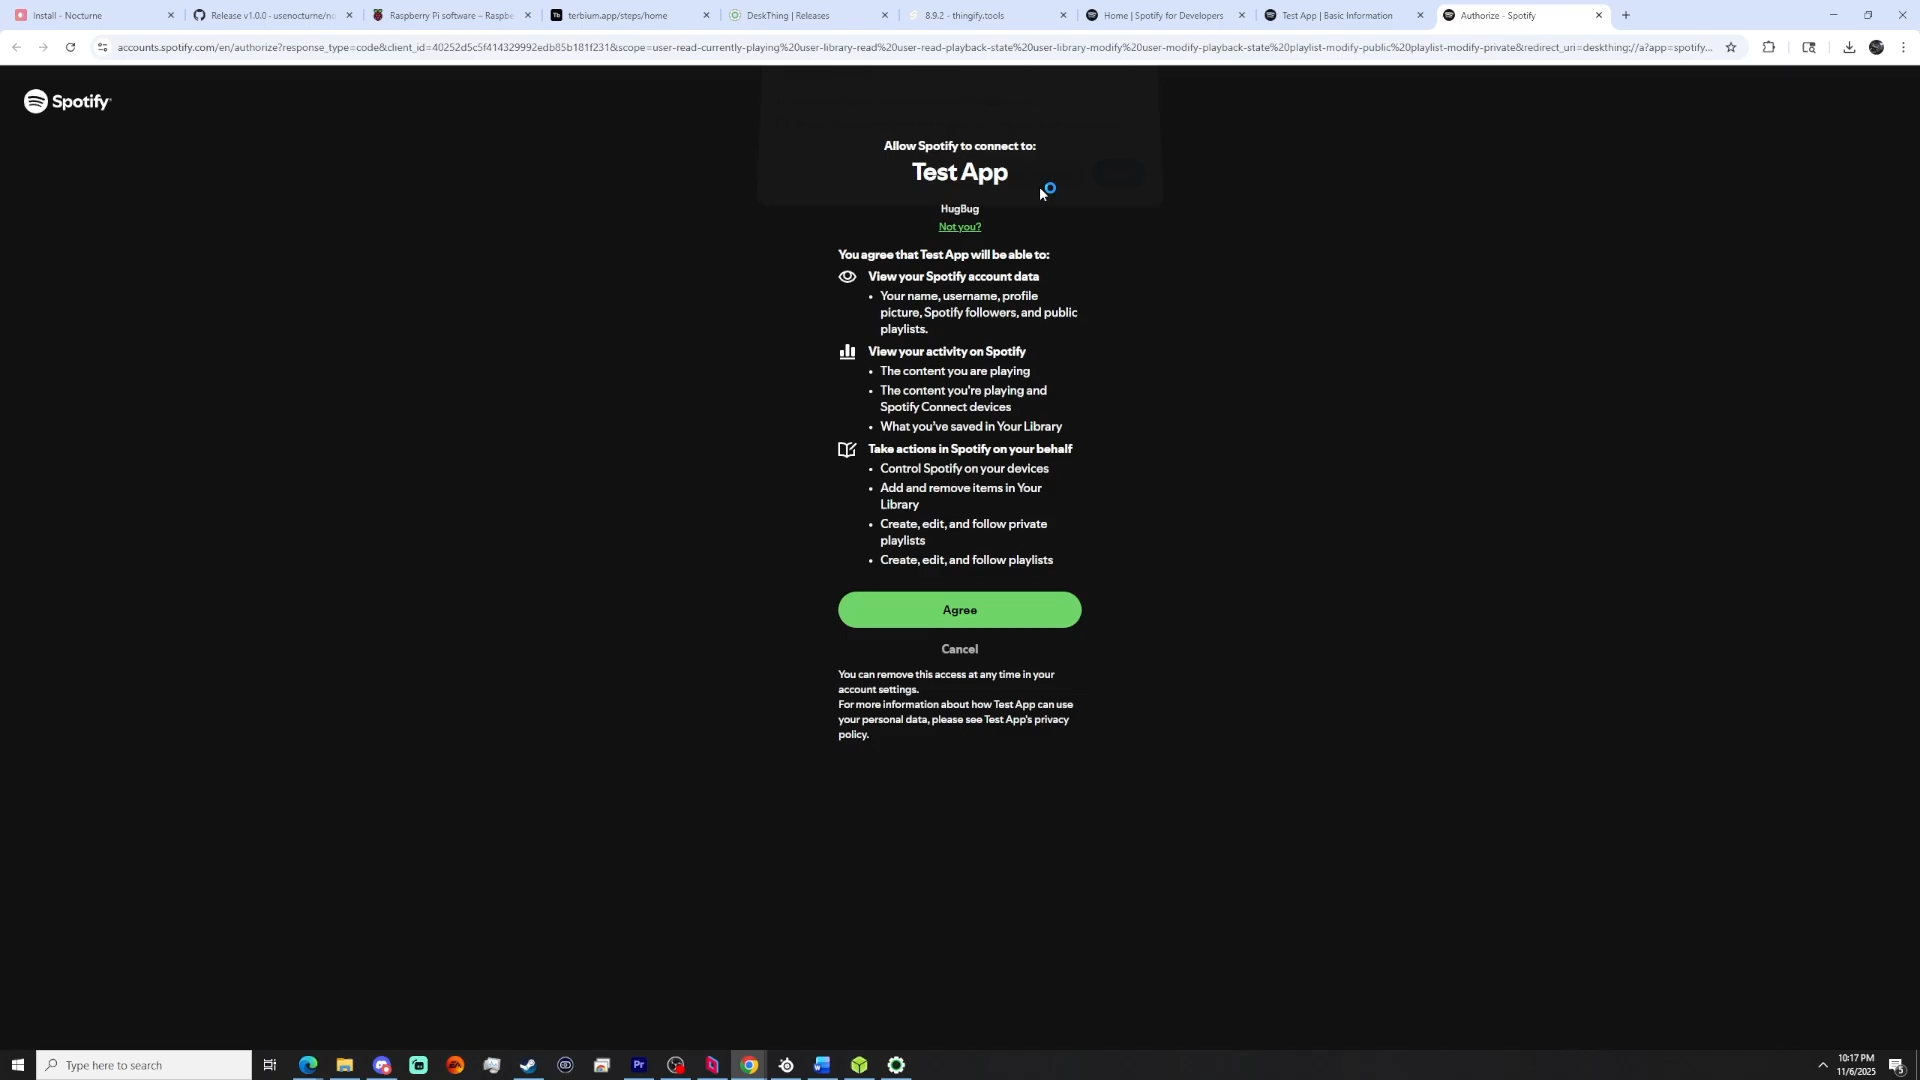 Install - Nocturne
Release v1.0.0 · usenocturne/no
Raspberry Pi software – Raspbe
Tb terbium.app/steps/home
DeskThing | Releases
8.9.2 - thingify.tools
Home | Spotify for Developers
Test App | Basic Information
Authorize - Spotify
accounts.spotify.com/en/authorize?response_type=code&client_id=40252d5c5f414329992edb85b181f231&scope=user-read-currently-playing%20user-library-read%20user-read-playback-state%20user-library-modify%20user-modify-playback-state%20playlist-modify-public%20playlist-modify-private&redirect_uri=deskthing://a?app=spotify...
Spotify
Allow Spotify to connect to:
Test App
HugBug
Not you?
You agree that Test App will be able to:
View your Spotify account data
• Your name, username, profile
picture, Spotify followers, and public
playlists.
View your activity on Spotify
• The content you are playing
• The content you're playing and
Spotify Connect devices
• What you've saved in Your Library
Take actions in Spotify on your behalf
• Control Spotify on your devices
• Add and remove items in Your
Library
• Create, edit, and follow private
playlists
• Create, edit, and follow playlists
Agree
Cancel
You can remove this access at any time in your
account settings.
For more information about how Test App can use
your personal data, please see Test App's privacy
policy.
Type here to search
EA
Pr
W
10:17 PM
11/6/2025
5